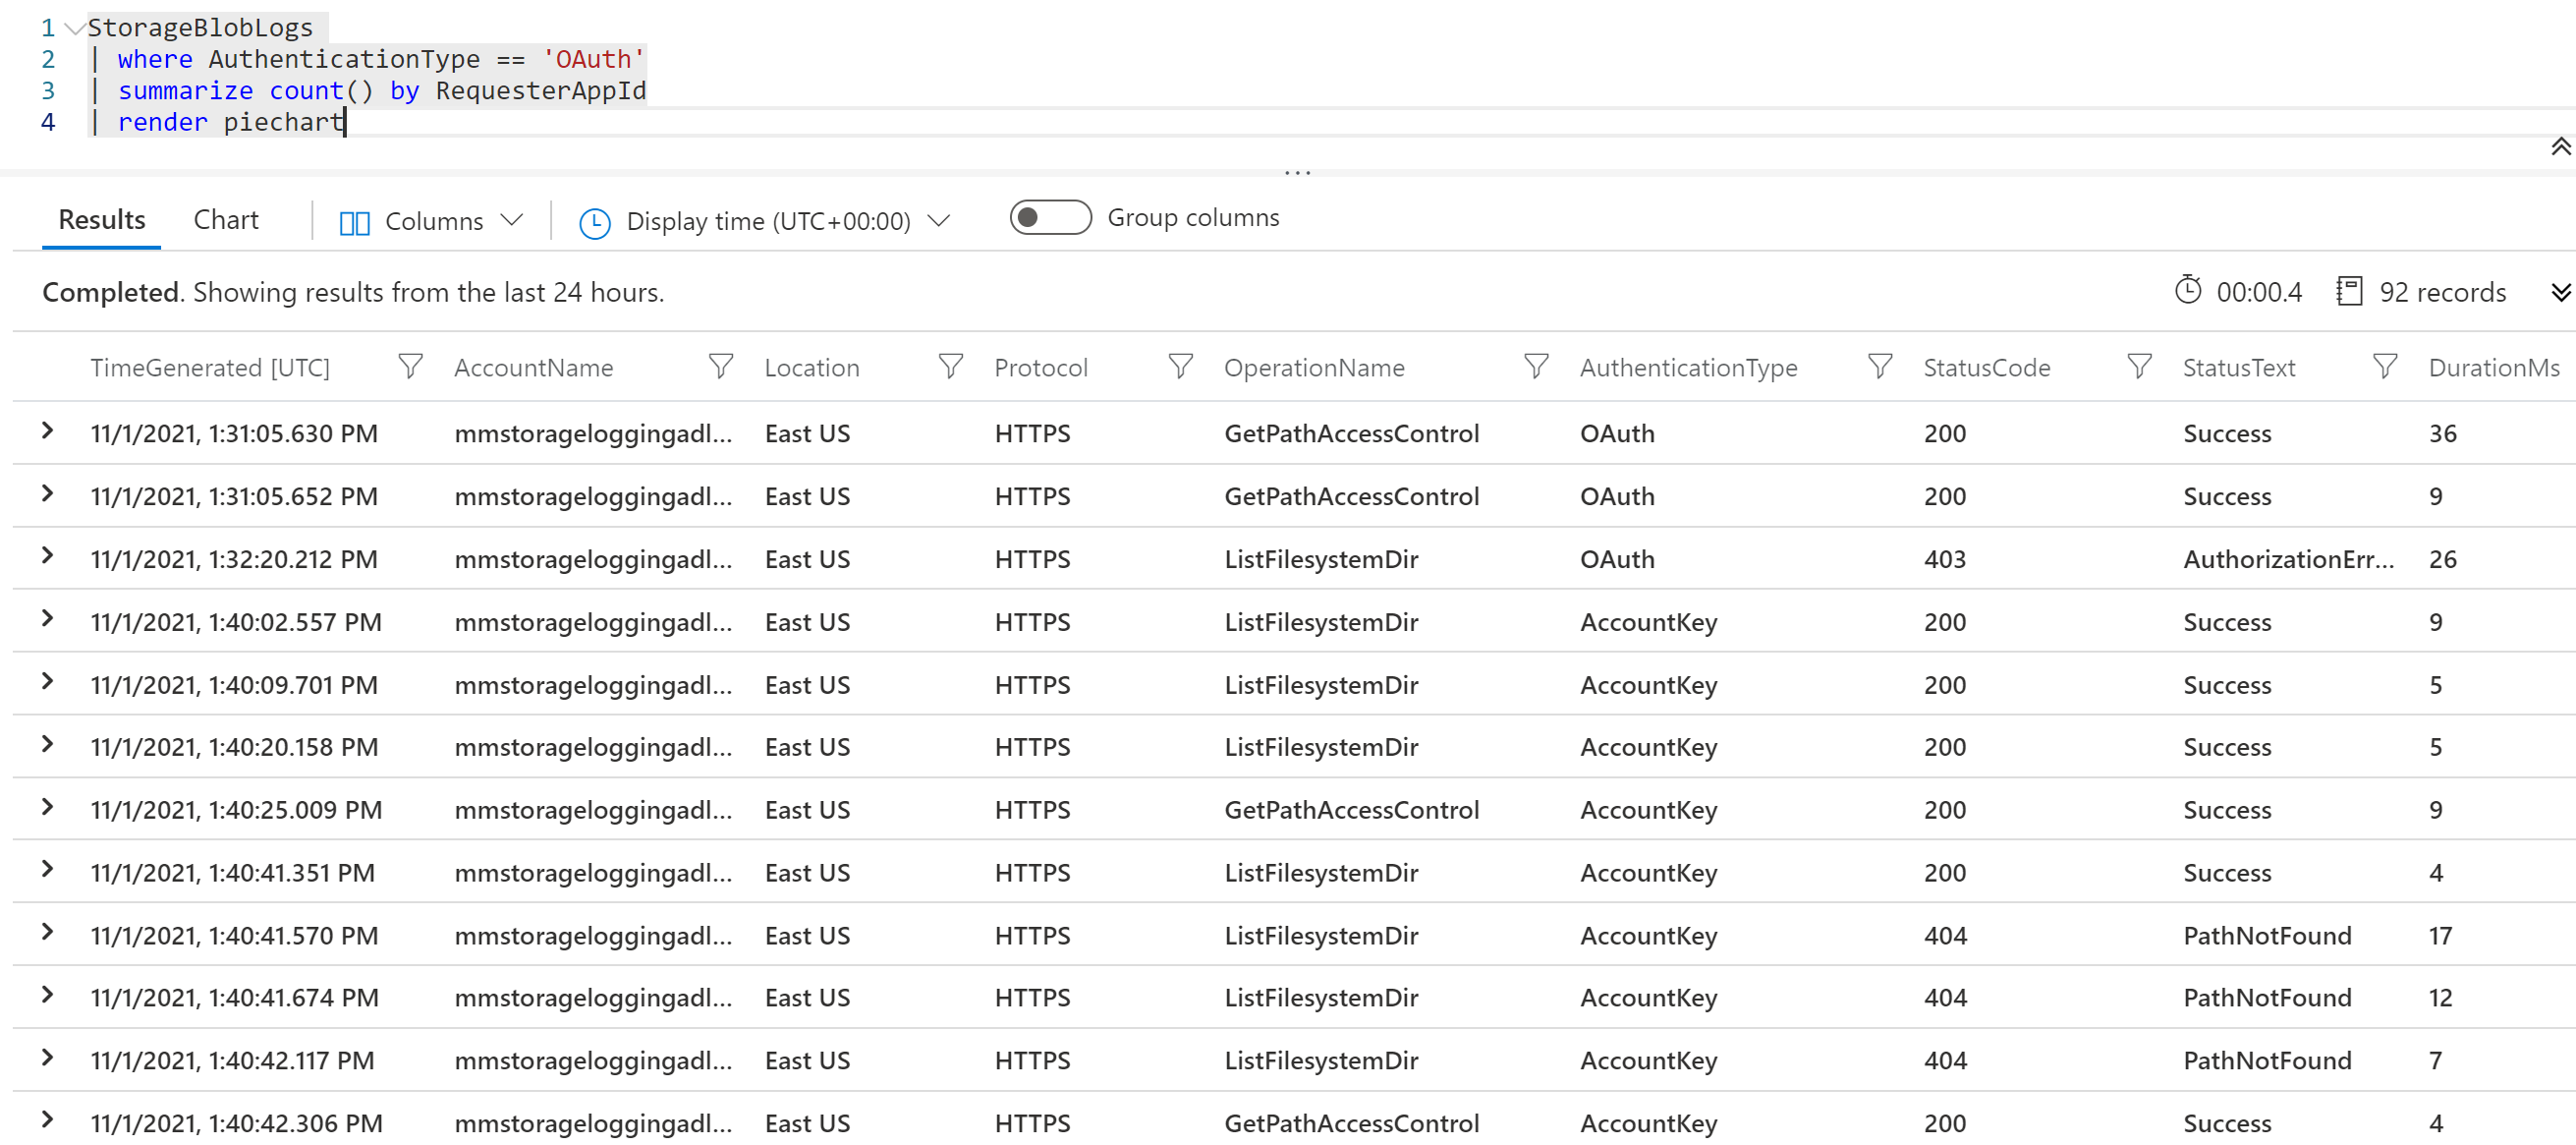 1 StorageBlobLogs
2 | where AuthenticationType == 'OAuth'
3 | summarize count() by RequesterAppId
4 | render piechart
...
Results Chart Columns Display time (UTC+00:00) Group columns
Completed. Showing results from the last 24 hours. 00:00.4 92 records
TimeGenerated [UTC] AccountName Location Protocol OperationName AuthenticationType StatusCode StatusText DurationMs
11/1/2021, 1:31:05.630 PM mmstorageloggingadl... East US HTTPS GetPathAccessControl OAuth 200 Success 36
11/1/2021, 1:31:05.652 PM mmstorageloggingadl... East US HTTPS GetPathAccessControl OAuth 200 Success 9
11/1/2021, 1:32:20.212 PM mmstorageloggingadl... East US HTTPS ListFilesystemDir OAuth 403 AuthorizationErr... 26
11/1/2021, 1:40:02.557 PM mmstorageloggingadl... East US HTTPS ListFilesystemDir AccountKey 200 Success 9
11/1/2021, 1:40:09.701 PM mmstorageloggingadl... East US HTTPS ListFilesystemDir AccountKey 200 Success 5
11/1/2021, 1:40:20.158 PM mmstorageloggingadl... East US HTTPS ListFilesystemDir AccountKey 200 Success 5
11/1/2021, 1:40:25.009 PM mmstorageloggingadl... East US HTTPS GetPathAccessControl AccountKey 200 Success 9
11/1/2021, 1:40:41.351 PM mmstorageloggingadl... East US HTTPS ListFilesystemDir AccountKey 200 Success 4
11/1/2021, 1:40:41.570 PM mmstorageloggingadl... East US HTTPS ListFilesystemDir AccountKey 404 PathNotFound 17
11/1/2021, 1:40:41.674 PM mmstorageloggingadl... East US HTTPS ListFilesystemDir AccountKey 404 PathNotFound 12
11/1/2021, 1:40:42.117 PM mmstorageloggingadl... East US HTTPS ListFilesystemDir AccountKey 404 PathNotFound 7
11/1/2021, 1:40:42.306 PM mmstorageloggingadl... East US HTTPS GetPathAccessControl AccountKey 200 Success 4